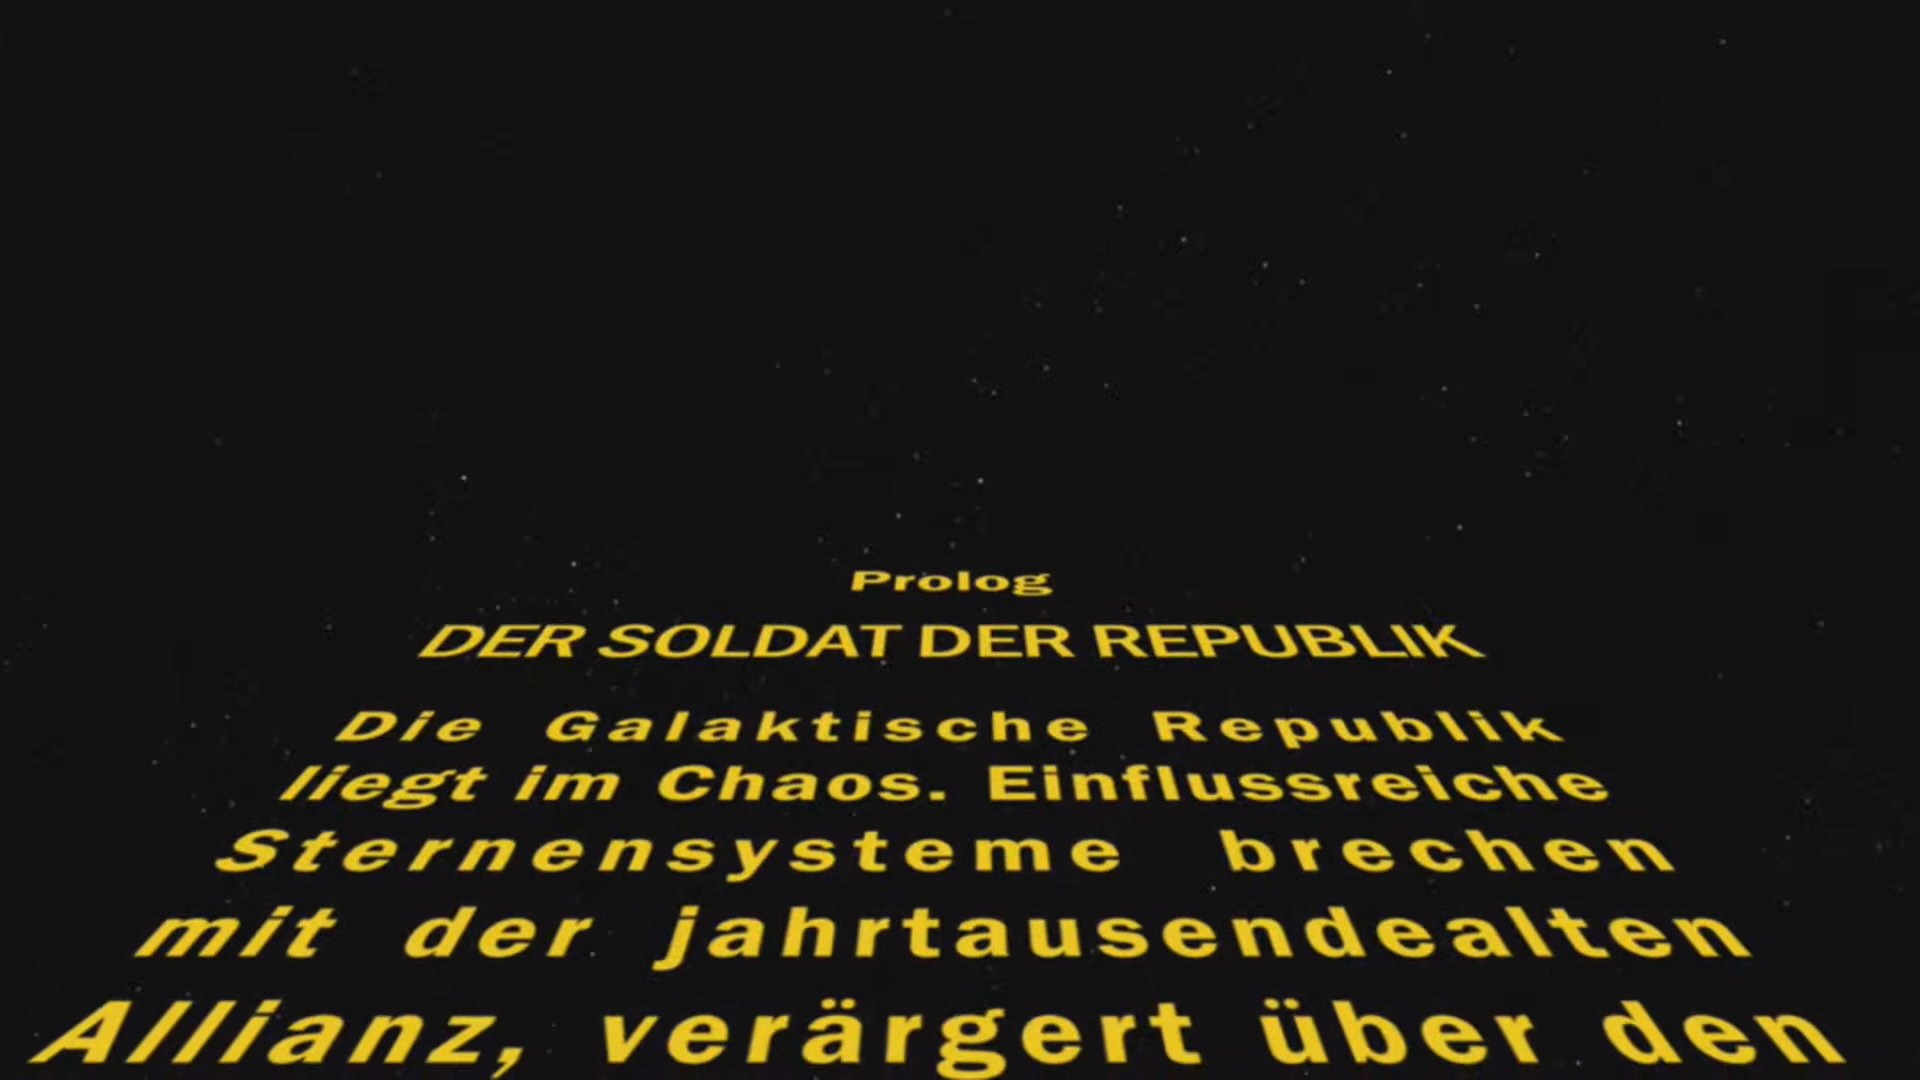 Prolog
DER SOLDAT DER REPUBLIK
Die Galaktische Republik
liegt im Chaos. Einflussreiche
Sternensysteme brechen
mit der jahrtausendealten
Allianz, verärgert über den